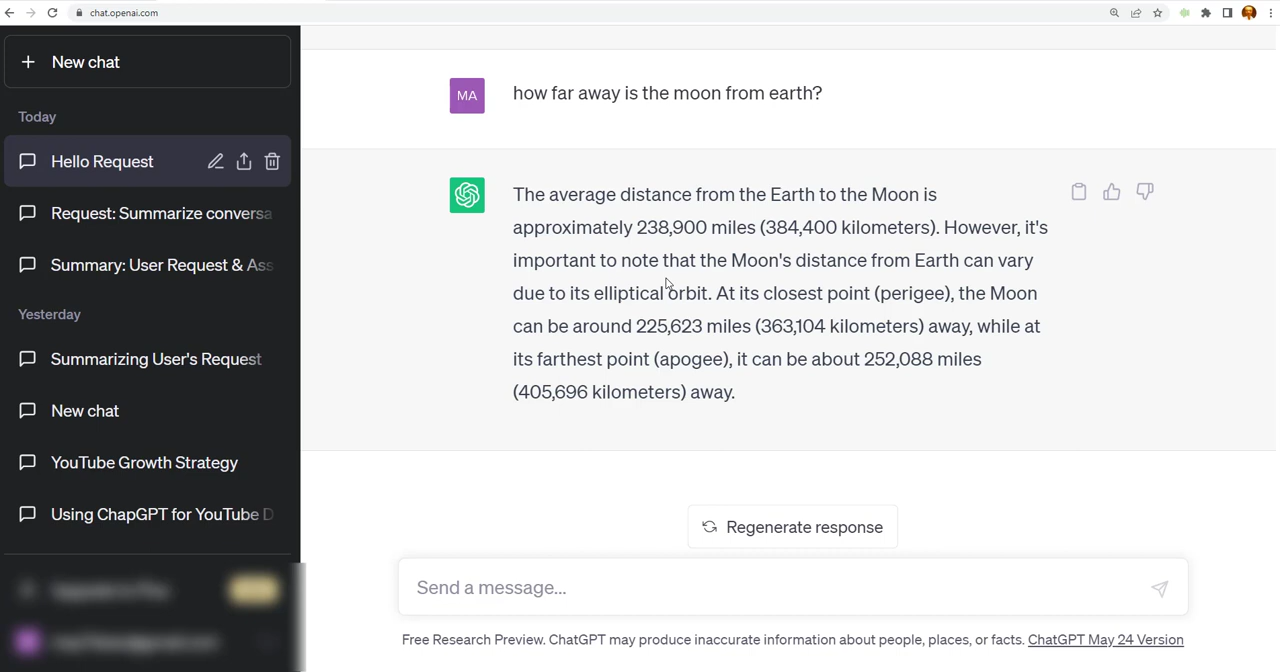 chat.openai.com
New chat
Today
Hello Request
Request: Summarize conversa
Summary: User Request & Ass
Yesterday
Summarizing User's Request
New chat
YouTube Growth Strategy
Using ChapGPT for YouTube D
MA
how far away is the moon from earth?
The average distance from the Earth to the Moon is
approximately 238,900 miles (384,400 kilometers). However, it's
important to note that the Moon's distance from Earth can vary
due to its elliptical orbit. At its closest point (perigee), the Moon
can be around 225,623 miles (363,104 kilometers) away, while at
its farthest point (apogee), it can be about 252,088 miles
(405,696 kilometers) away.
Regenerate response
Send a message...
Free Research Preview. ChatGPT may produce inaccurate information about people, places, or facts. ChatGPT May 24 Version